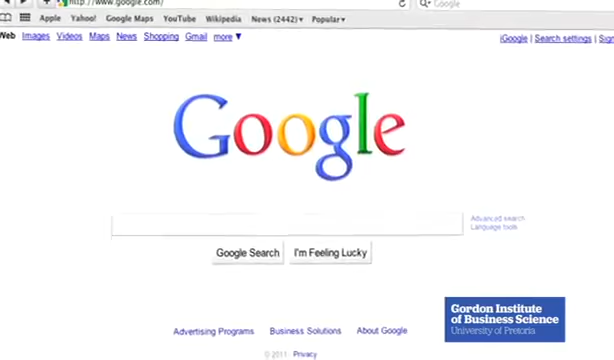 http://www.google.com/
Google
Apple Yahoo! Google Maps YouTube Wikipedia News (2442) ▾ Popular ▾
Web Images Videos Maps News Shopping Gmail more ▼
iGoogle | Search settings |
Google
Advanced search
Language tools
Google Search I'm Feeling Lucky
Gordon Institute
of Business Science
University of Pretoria
Advertising Programs Business Solutions About Google
© 2011 - Privacy